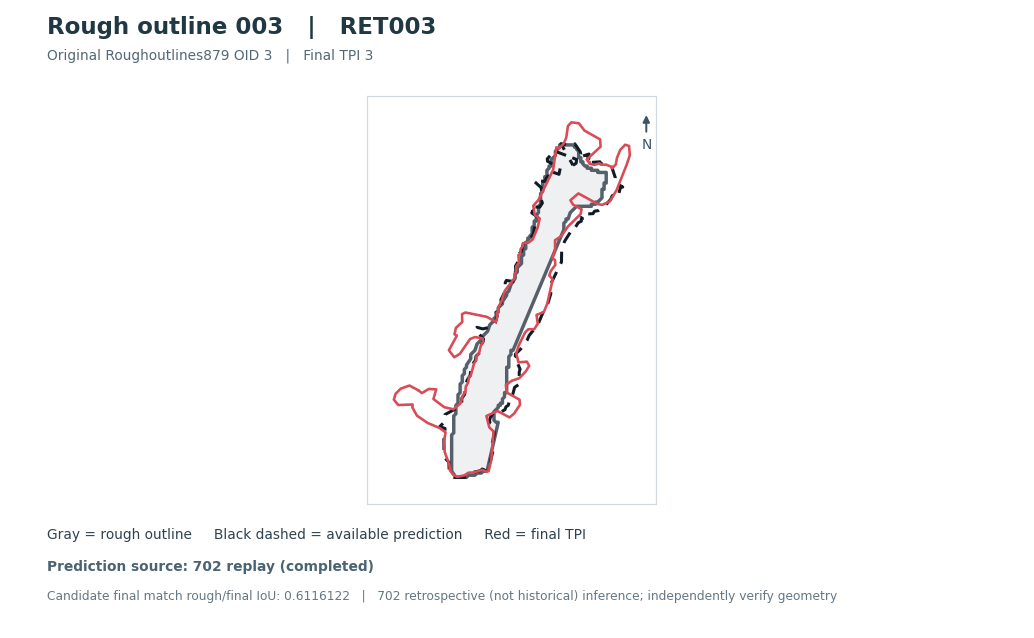 Rough outline 003   |   RET003
Original Roughoutlines879 OID 3   |   Final TPI 3
N
Gray = rough outline     Black dashed = available prediction     Red = final TPI
Prediction source: 702 replay (completed)
Candidate final match rough/final IoU: 0.6116122   |   702 retrospective (not historical) inference; independently verify geometry